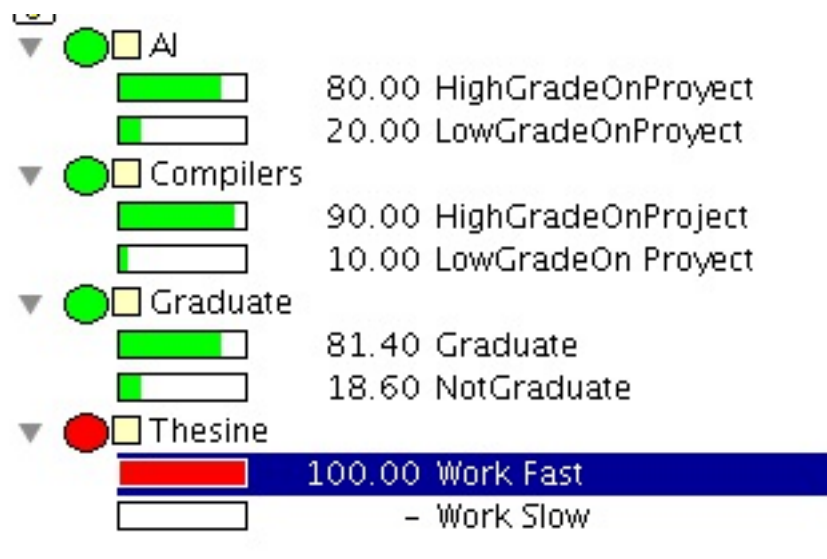 AI
80.00 HighGradeOnProyect
20.00 LowGradeOnProyect
Compilers
90.00 HighGradeOnProject
10.00 LowGradeOn Proyect
Graduate
81.40 Graduate
18.60 NotGraduate
Thesine
100.00 Work Fast
– Work Slow